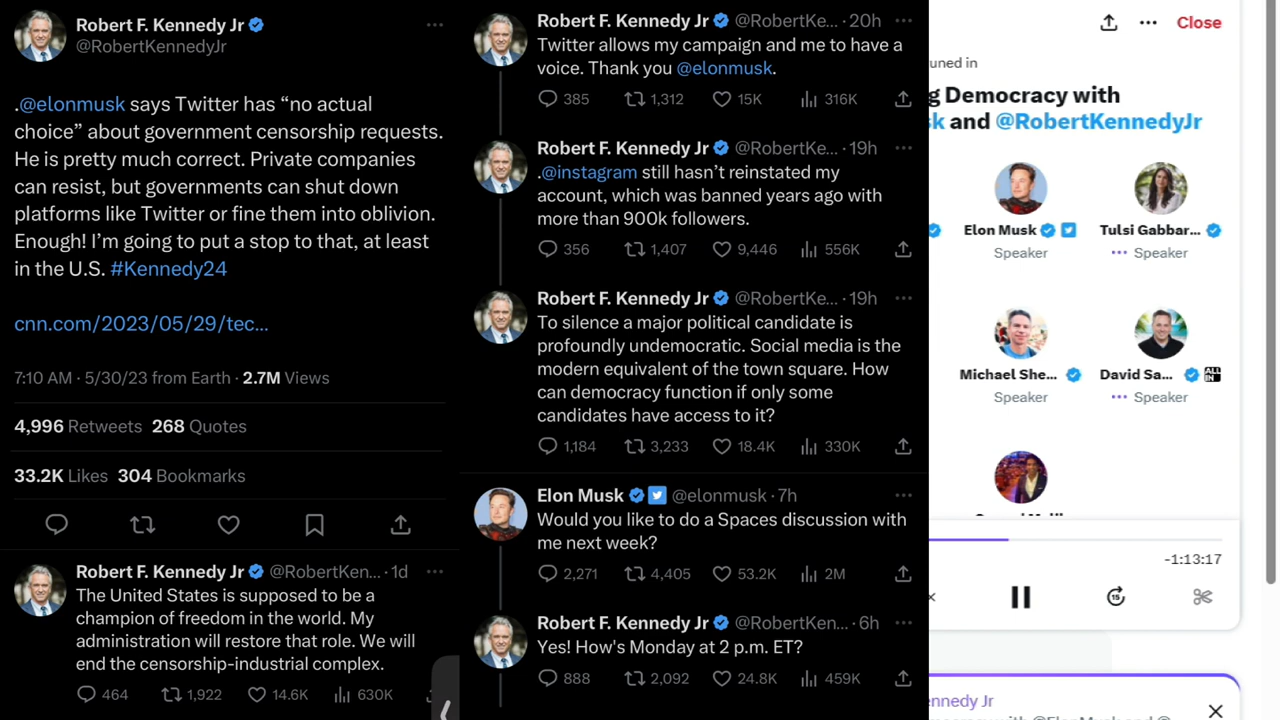 Robert F. Kennedy Jr
@RobertKennedyJr
.@elonmusk says Twitter has “no actual
choice” about government censorship requests.
He is pretty much correct. Private companies
can resist, but governments can shut down
platforms like Twitter or fine them into oblivion.
Enough! I’m going to put a stop to that, at least
in the U.S. #Kennedy24
cnn.com/2023/05/29/tec...
7:10 AM · 5/30/23 from Earth · 2.7M Views
4,996 Retweets 268 Quotes
33.2K Likes 304 Bookmarks
Robert F. Kennedy Jr @RobertKen... · 1d
The United States is supposed to be a
champion of freedom in the world. My
administration will restore that role. We will
end the censorship-industrial complex.
464 1,922 14.6K 630K
Robert F. Kennedy Jr @RobertKe... · 20h
Twitter allows my campaign and me to have a
voice. Thank you @elonmusk.
385 1,312 15K 316K
Robert F. Kennedy Jr @RobertKe... · 19h
.@instagram still hasn’t reinstated my
account, which was banned years ago with
more than 900k followers.
356 1,407 9,446 556K
Robert F. Kennedy Jr @RobertKe... · 19h
To silence a major political candidate is
profoundly undemocratic. Social media is the
modern equivalent of the town square. How
can democracy function if only some
candidates have access to it?
1,184 3,233 18.4K 330K
Elon Musk @elonmusk · 7h
Would you like to do a Spaces discussion with
me next week?
2,271 4,405 53.2K 2M
Robert F. Kennedy Jr @RobertKen... · 6h
Yes! How's Monday at 2 p.m. ET?
888 2,092 24.8K 459K
Close
uned in
g Democracy with
sk and @RobertKennedyJr
Elon Musk Tulsi Gabbar...
Speaker Speaker
Michael She... David Sa... ALL IN
Speaker Speaker
-1:13:17
15
nnedy Jr